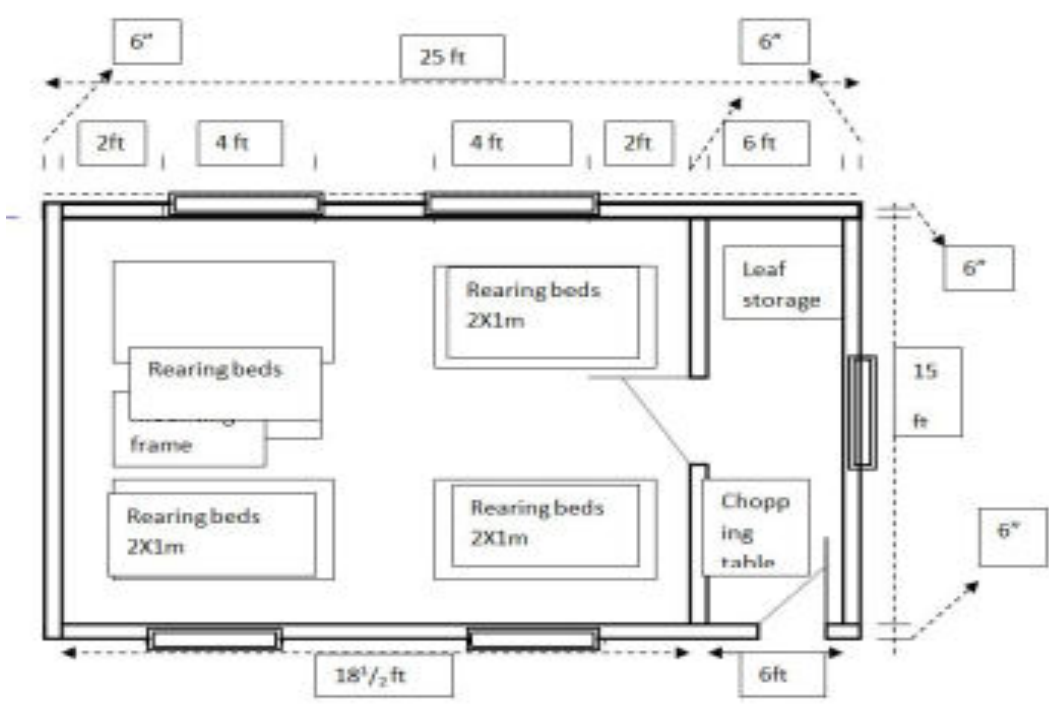 6”
25 ft
6”
2ft
4 ft
4 ft
2ft
6 ft
6”
Leaf
storage
Rearing beds
2X1m
Rearing beds
15
ft
frame
Rearing beds
2X1m
Rearing beds
2X1m
Chopp
ing
table
6”
18¹/₂ ft
6ft